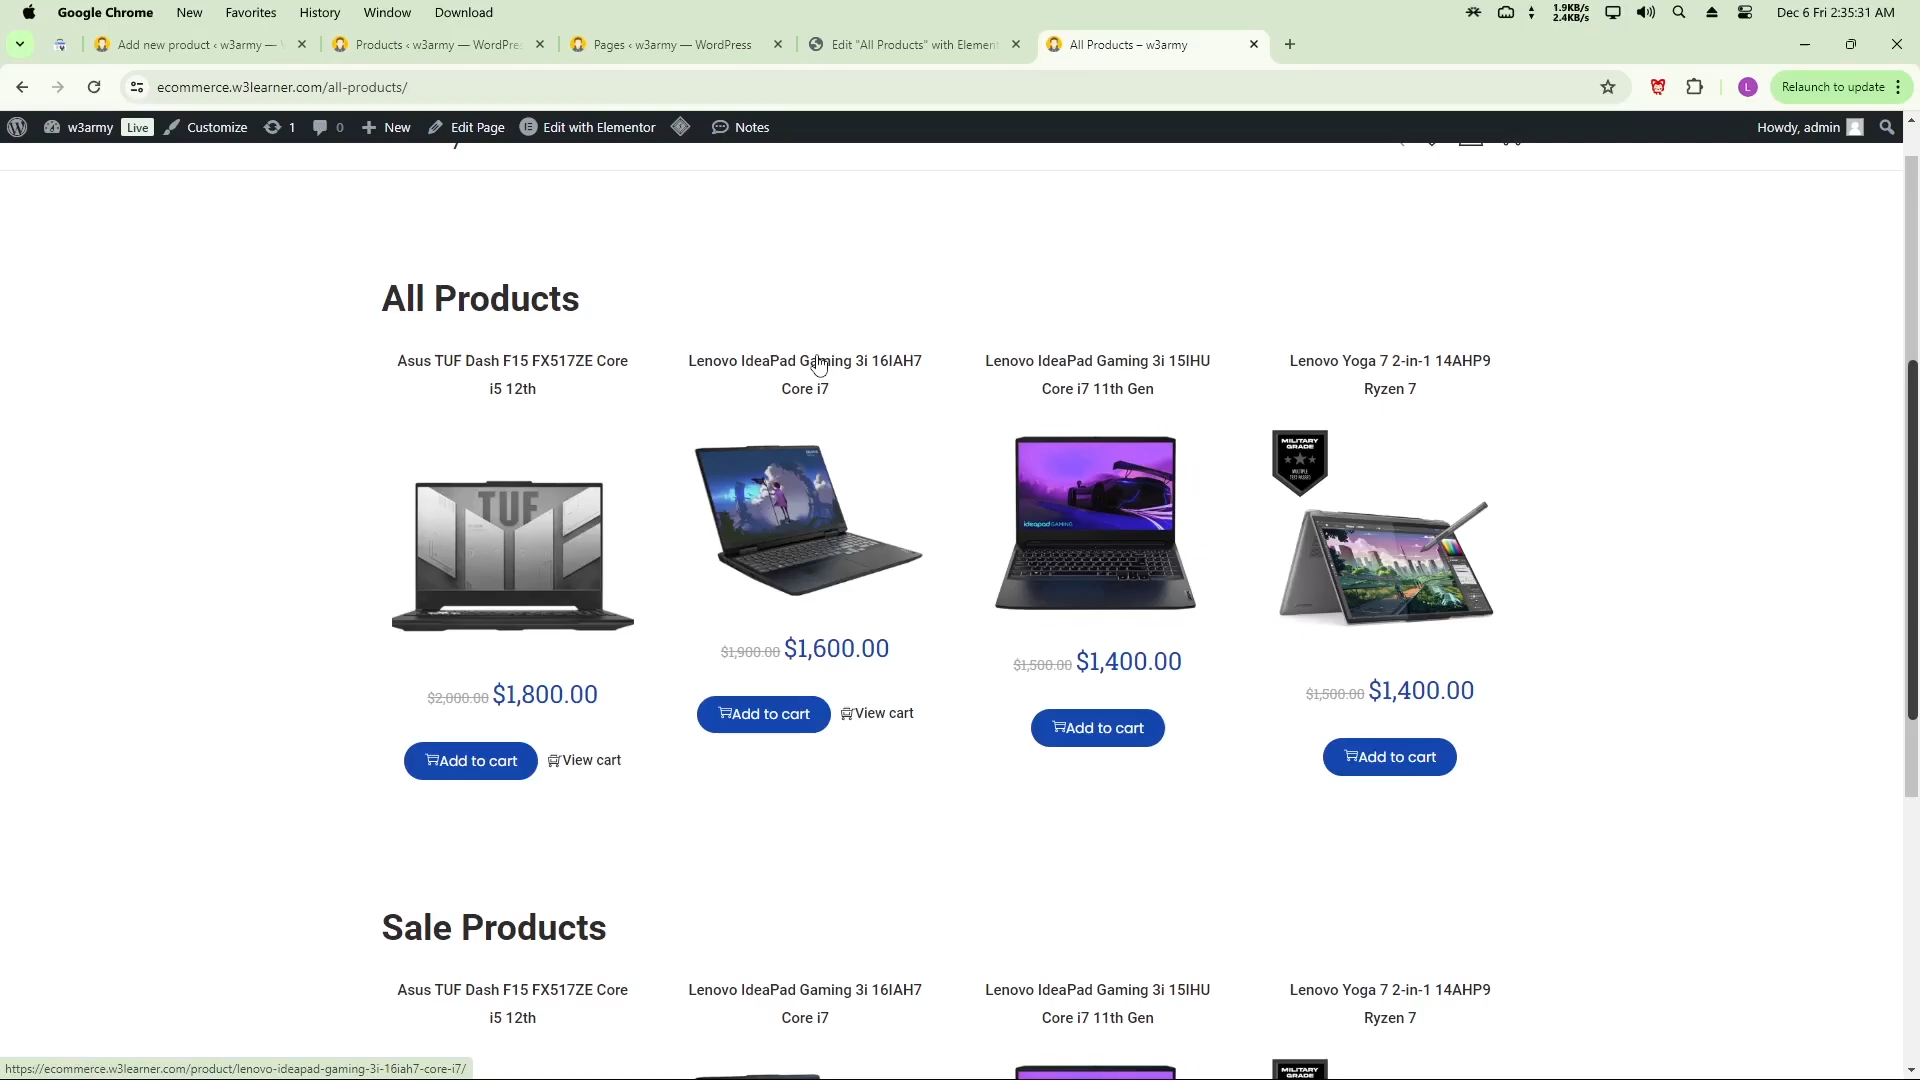 Google Chrome New Favorites History Window Download
1.9KB/s
2.4KB/s
Dec 6 Fri 2:35:31 AM
Add new product ‹ w3army —
Products ‹ w3army — WordPre
Pages ‹ w3army — WordPress
Edit "All Products" with Elemen
All Products – w3army
ecommerce.w3learner.com/all-products/
L
Relaunch to update
w3army Live Customize 1 0 New Edit Page Edit with Elementor Notes
Howdy, admin
All Products
Asus TUF Dash F15 FX517ZE Core
i5 12th
Lenovo IdeaPad Gaming 3i 16IAH7
Core i7
Lenovo IdeaPad Gaming 3i 15IHU
Core i7 11th Gen
Lenovo Yoga 7 2-in-1 14AHP9
Ryzen 7
TUF
ideapad GAMING
MILITARY
GRADE
$2,000.00 $1,800.00
$1,900.00 $1,600.00
$1,500.00 $1,400.00
$1,500.00 $1,400.00
Add to cart View cart
Add to cart View cart
Add to cart
Add to cart
Sale Products
Asus TUF Dash F15 FX517ZE Core
i5 12th
Lenovo IdeaPad Gaming 3i 16IAH7
Core i7
Lenovo IdeaPad Gaming 3i 15IHU
Core i7 11th Gen
Lenovo Yoga 7 2-in-1 14AHP9
Ryzen 7
MILITARY
GRADE
https://ecommerce.w3learner.com/product/lenovo-ideapad-gaming-3i-16iah7-core-i7/